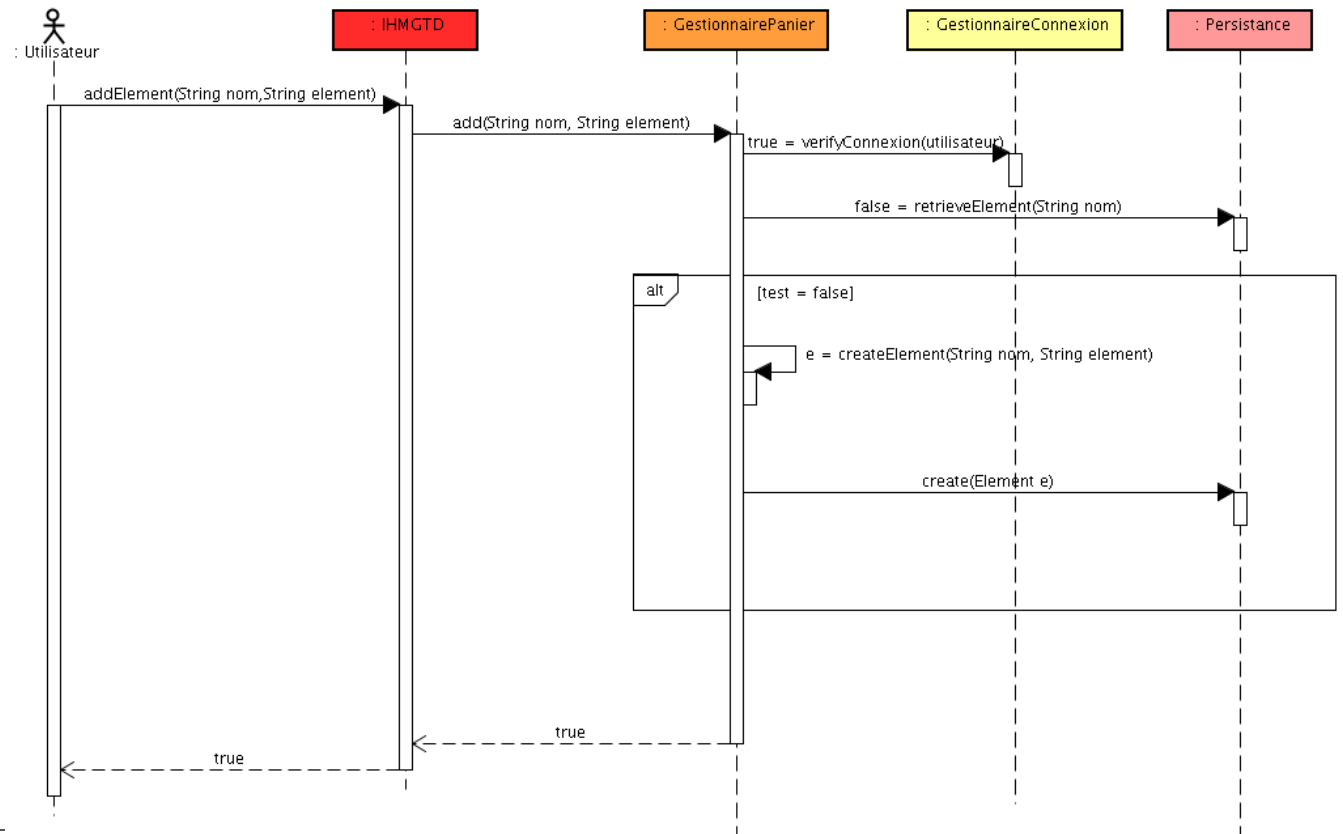 : Utilisateur
: IHMGTD
: GestionnairePanier
: GestionnaireConnexion
: Persistance
addElement(String nom,String element)
add(String nom, String element)
true = verifyConnexion(utilisateur)
false = retrieveElement(String nom)
alt
[test = false]
e = createElement(String nom, String element)
create(Element e)
true
true